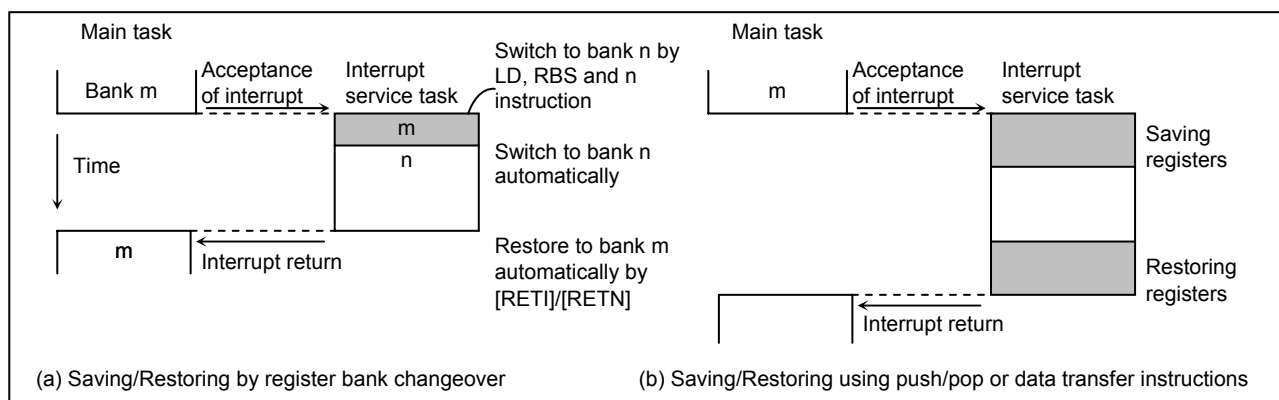 Main task
Bank m
Acceptance
of interrupt
Interrupt
service task
Switch to bank n by
LD, RBS and n
instruction
m
n
Switch to bank n
automatically
Time
m
Interrupt return
Restore to bank m
automatically by
[RETI]/[RETN]
(a) Saving/Restoring by register bank changeover
Main task
m
Acceptance
of interrupt
Interrupt
service task
Saving
registers
Restoring
registers
Interrupt return
(b) Saving/Restoring using push/pop or data transfer instructions